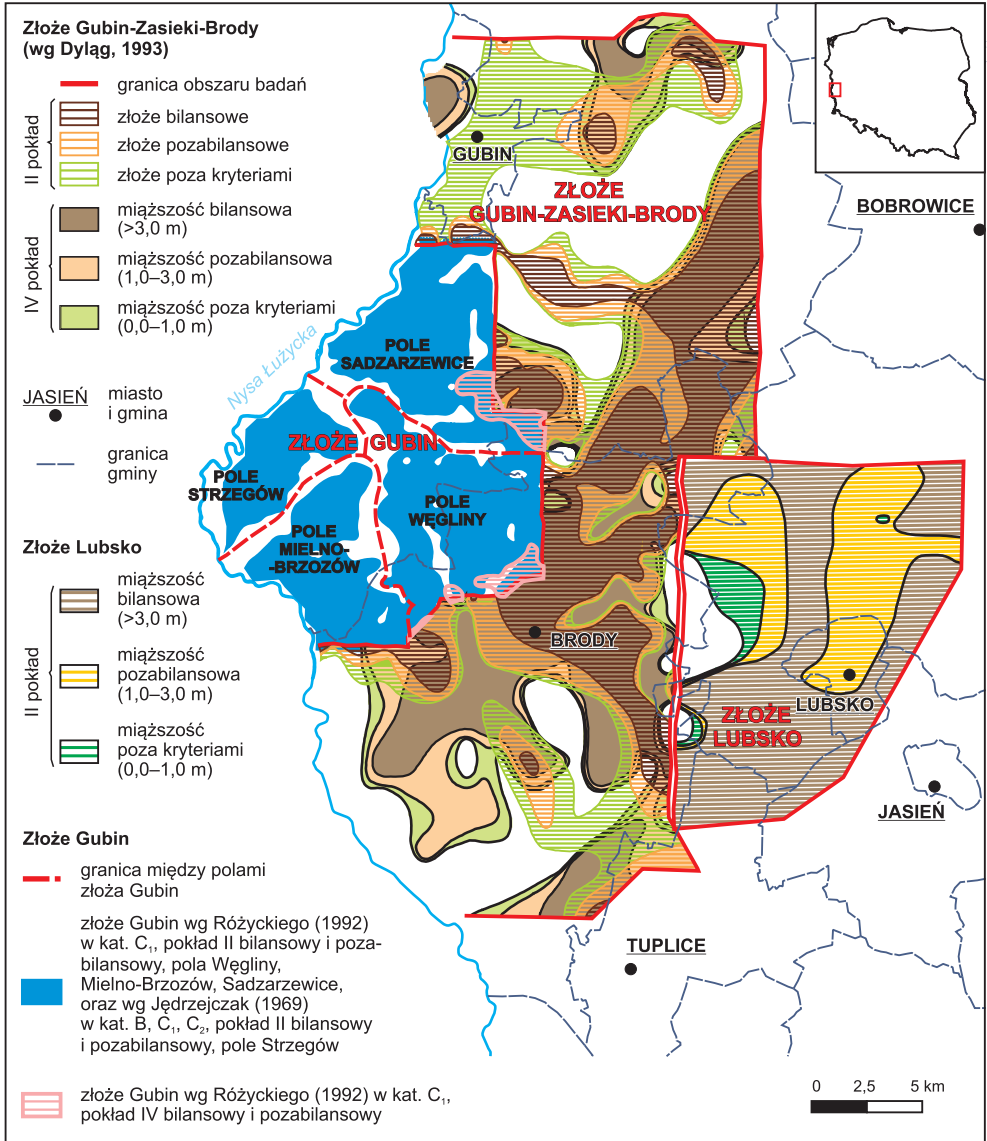 Złoże Gubin-Zasieki-Brody
(wg Dyląg, 1993)
granica obszaru badań
II pokład
złoże bilansowe
złoże pozabilansowe
złoże poza kryteriami
IV pokład
miąższość bilansowa
(>3,0 m)
miąższość pozabilansowa
(1,0–3,0 m)
miąższość poza kryteriami
(0,0–1,0 m)
JASIEŃ
miasto
i gmina
granica
gminy
Złoże Lubsko
II pokład
miąższość
bilansowa
(>3,0 m)
miąższość
pozabilansowa
(1,0–3,0 m)
miąższość
poza kryteriami
(0,0–1,0 m)
Złoże Gubin
granica między polami
złoża Gubin
złoże Gubin wg Różyckiego (1992)
w kat. C₁, pokład II bilansowy i poza-
bilansowy, pola Węgliny,
Mielno-Brzozów, Sadzarzewice,
oraz wg Jędrzejczak (1969)
w kat. B, C₁, C₂, pokład II bilansowy
i pozabilansowy, pole Strzegów
złoże Gubin wg Różyckiego (1992) w kat. C₁,
pokład IV bilansowy i pozabilansowy
GUBIN
ZŁOŻE
GUBIN-ZASIEKI-BRODY
BOBROWICE
Nysa Łużycka
POLE
SADZARZEWICE
ZŁOŻE GUBIN
POLE
STRZEGÓW
POLE
WĘGLINY
POLE
MIELNO-
-BRZOZÓW
BRODY
LUBSKO
ZŁOŻE
LUBSKO
JASIEŃ
TUPLICE
0 2,5 5 km